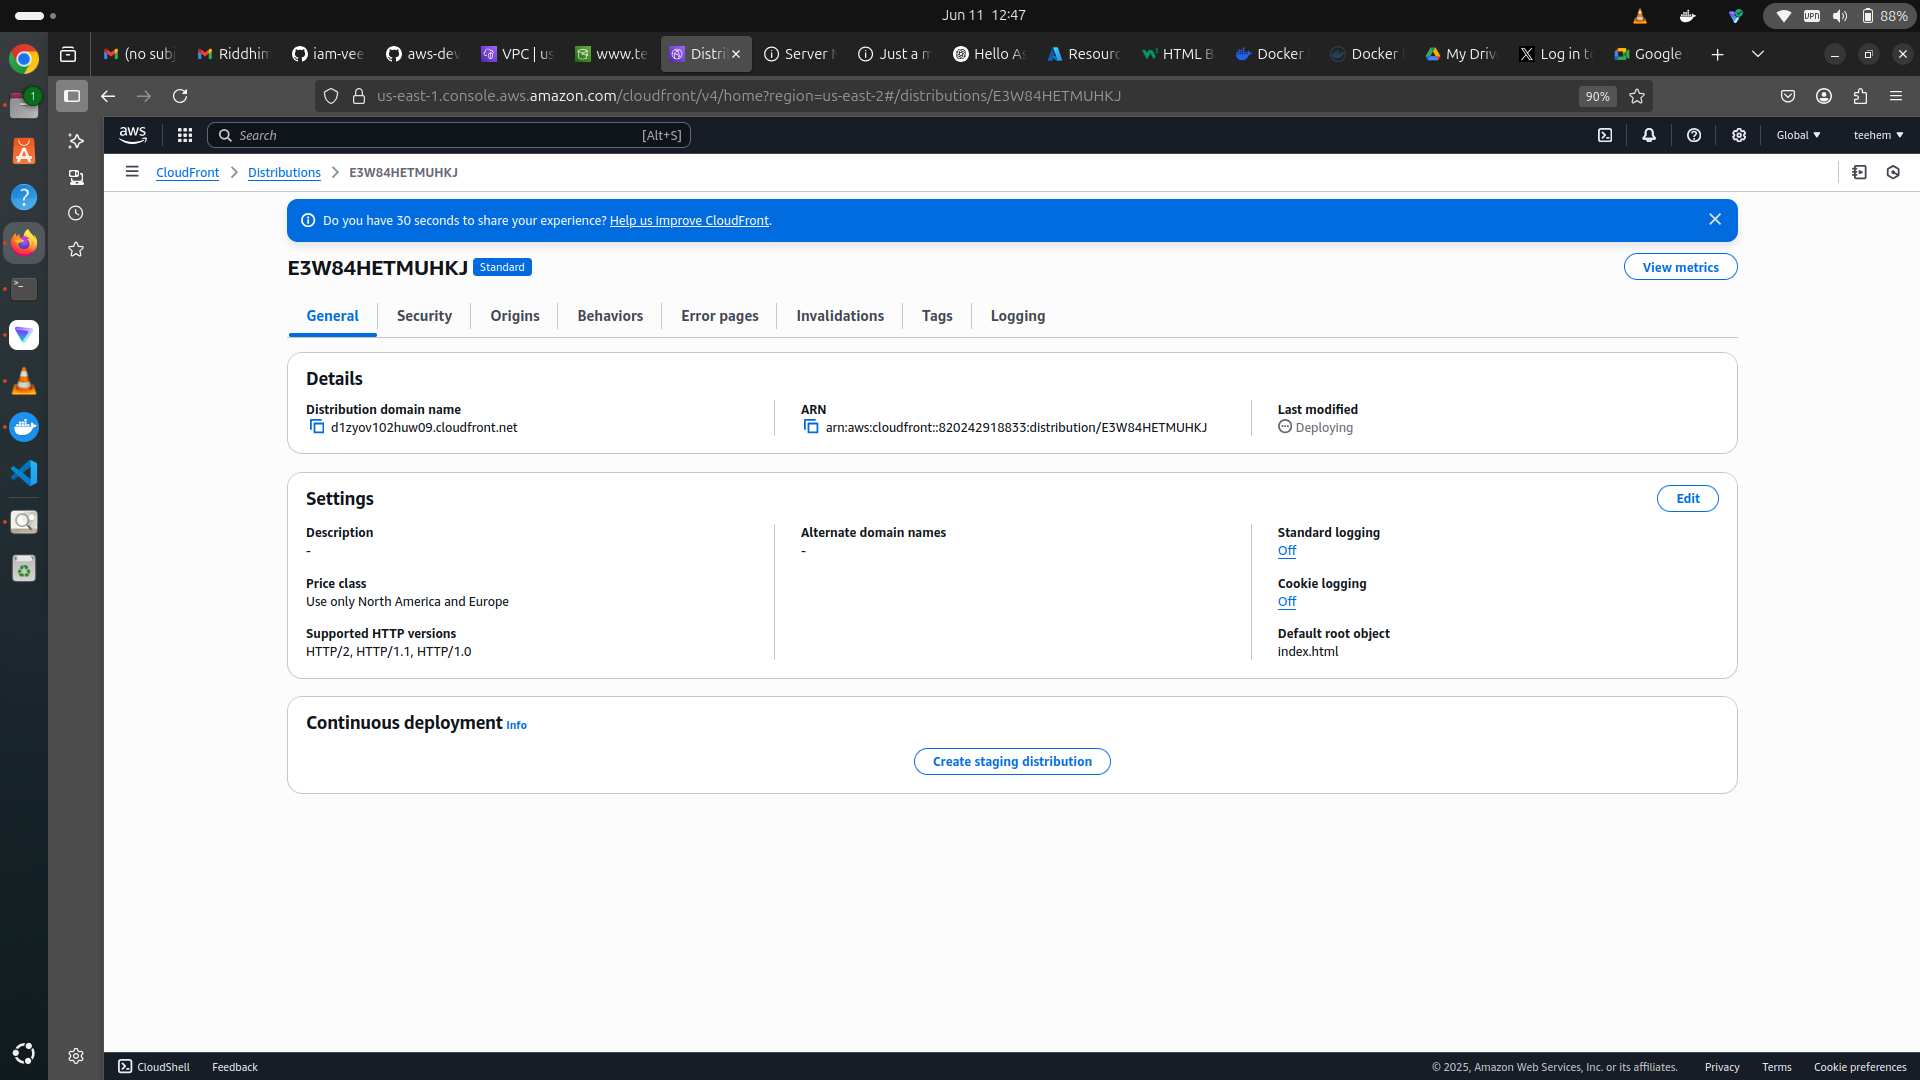 Jun 11 12:47
88%
(no subj
Riddhim
iam-vee
aws-dev
VPC | us
www.te
Distri
Server N
Just a m
Hello As
Resourc
HTML B
Docker
Docker
My Driv
Log in to
Google
1
us-east-1.console.aws.amazon.com/cloudfront/v4/home?region=us-east-2#/distributions/E3W84HETMUHKJ
90%
aws
Search
[Alt+S]
Global
teehem
CloudFront
Distributions
E3W84HETMUHKJ
Do you have 30 seconds to share your experience? Help us improve CloudFront.
E3W84HETMUHKJ Standard
View metrics
General
Security
Origins
Behaviors
Error pages
Invalidations
Tags
Logging
Details
Distribution domain name
d1zyov102huw09.cloudfront.net
ARN
arn:aws:cloudfront::820242918833:distribution/E3W84HETMUHKJ
Last modified
Deploying
Settings
Edit
Description
-
Price class
Use only North America and Europe
Supported HTTP versions
HTTP/2, HTTP/1.1, HTTP/1.0
Alternate domain names
-
Standard logging
Off
Cookie logging
Off
Default root object
index.html
Continuous deployment Info
Create staging distribution
CloudShell
Feedback
© 2025, Amazon Web Services, Inc. or its affiliates.
Privacy
Terms
Cookie preferences